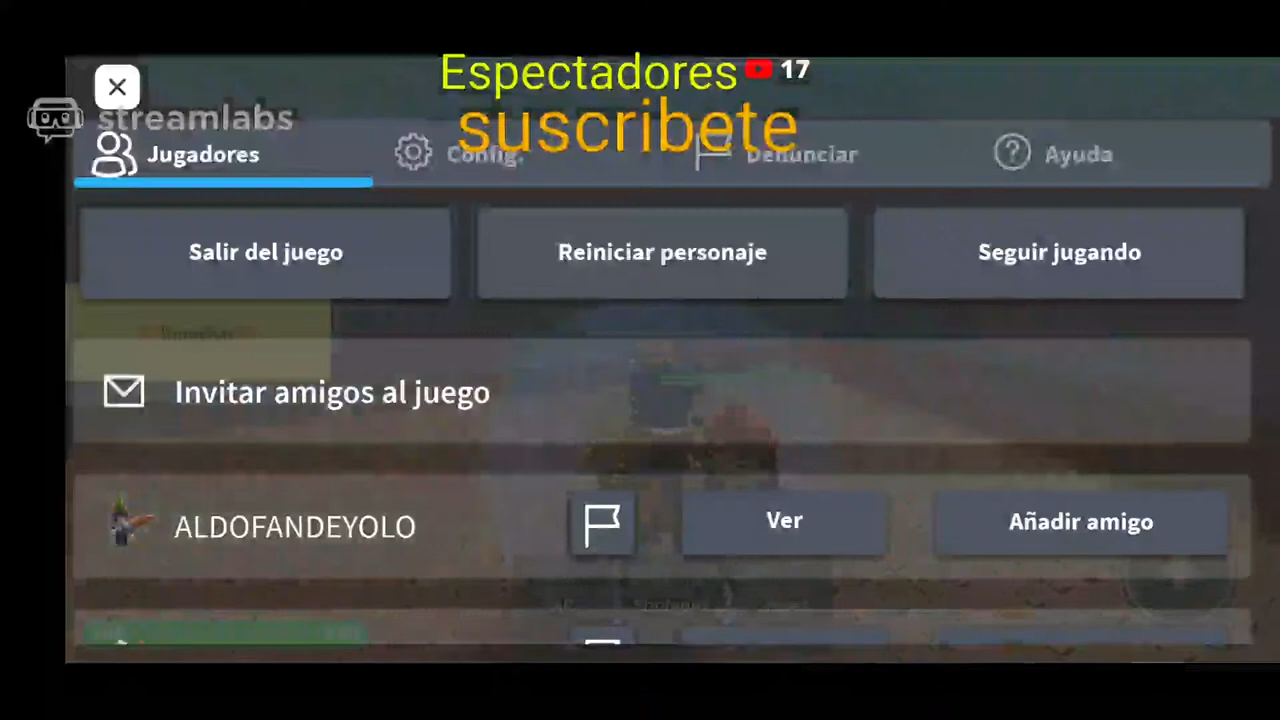 Espectadores 17
streamlabs
suscribete
Jugadores
Config.
Denunciar
Ayuda
Salir del juego
Reiniciar personaje
Seguir jugando
Invitar amigos al juego
ALDOFANDEYOLO
Ver
Añadir amigo